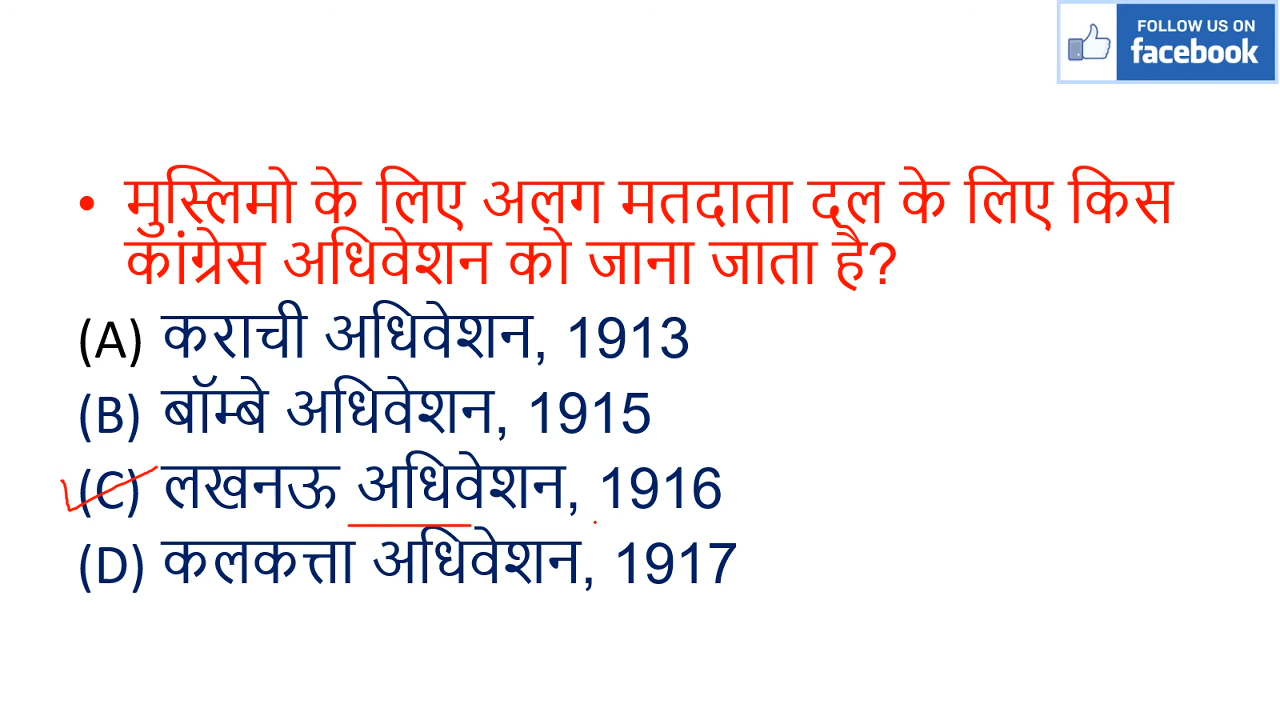 FOLLOW US ON
facebook
• मुस्लिमो के लिए अलग मतदाता दल के लिए किस
कॉंग्रेस अधिवेशन को जाना जाता है?
(A) कराची अधिवेशन, 1913
(B) बॉम्बे अधिवेशन, 1915
(C) लखनऊ अधिवेशन, 1916
(D) कलकत्ता अधिवेशन, 1917